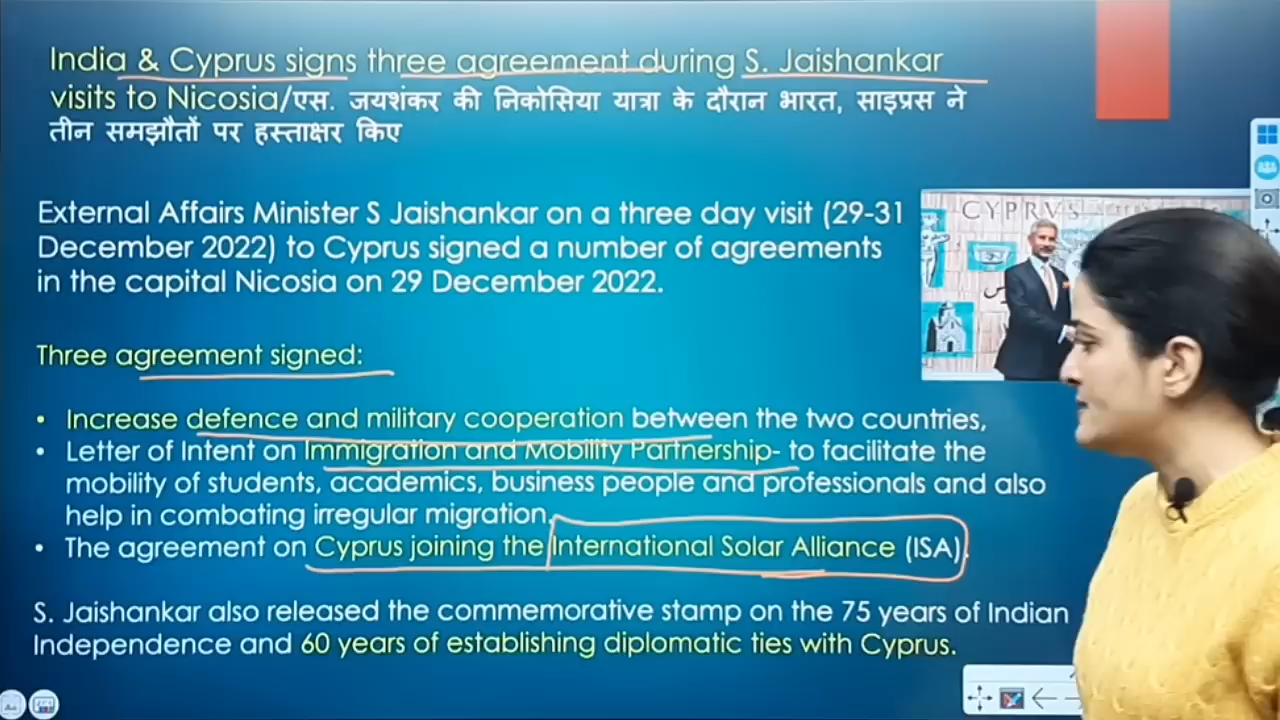 India & Cyprus signs three agreement during S. Jaishankar
visits to Nicosia/एस. जयशंकर की निकोसिया यात्रा के दौरान भारत, साइप्रस ने
तीन समझौतों पर हस्ताक्षर किए
External Affairs Minister S Jaishankar on a three day visit (29-31
December 2022) to Cyprus signed a number of agreements
in the capital Nicosia on 29 December 2022.
CYPRVS
Three agreement signed:
• Increase defence and military cooperation between the two countries,
• Letter of Intent on Immigration and Mobility Partnership- to facilitate the
mobility of students, academics, business people and professionals and also
help in combating irregular migration.
• The agreement on Cyprus joining the International Solar Alliance (ISA).
S. Jaishankar also released the commemorative stamp on the 75 years of Indian
Independence and 60 years of establishing diplomatic ties with Cyprus.